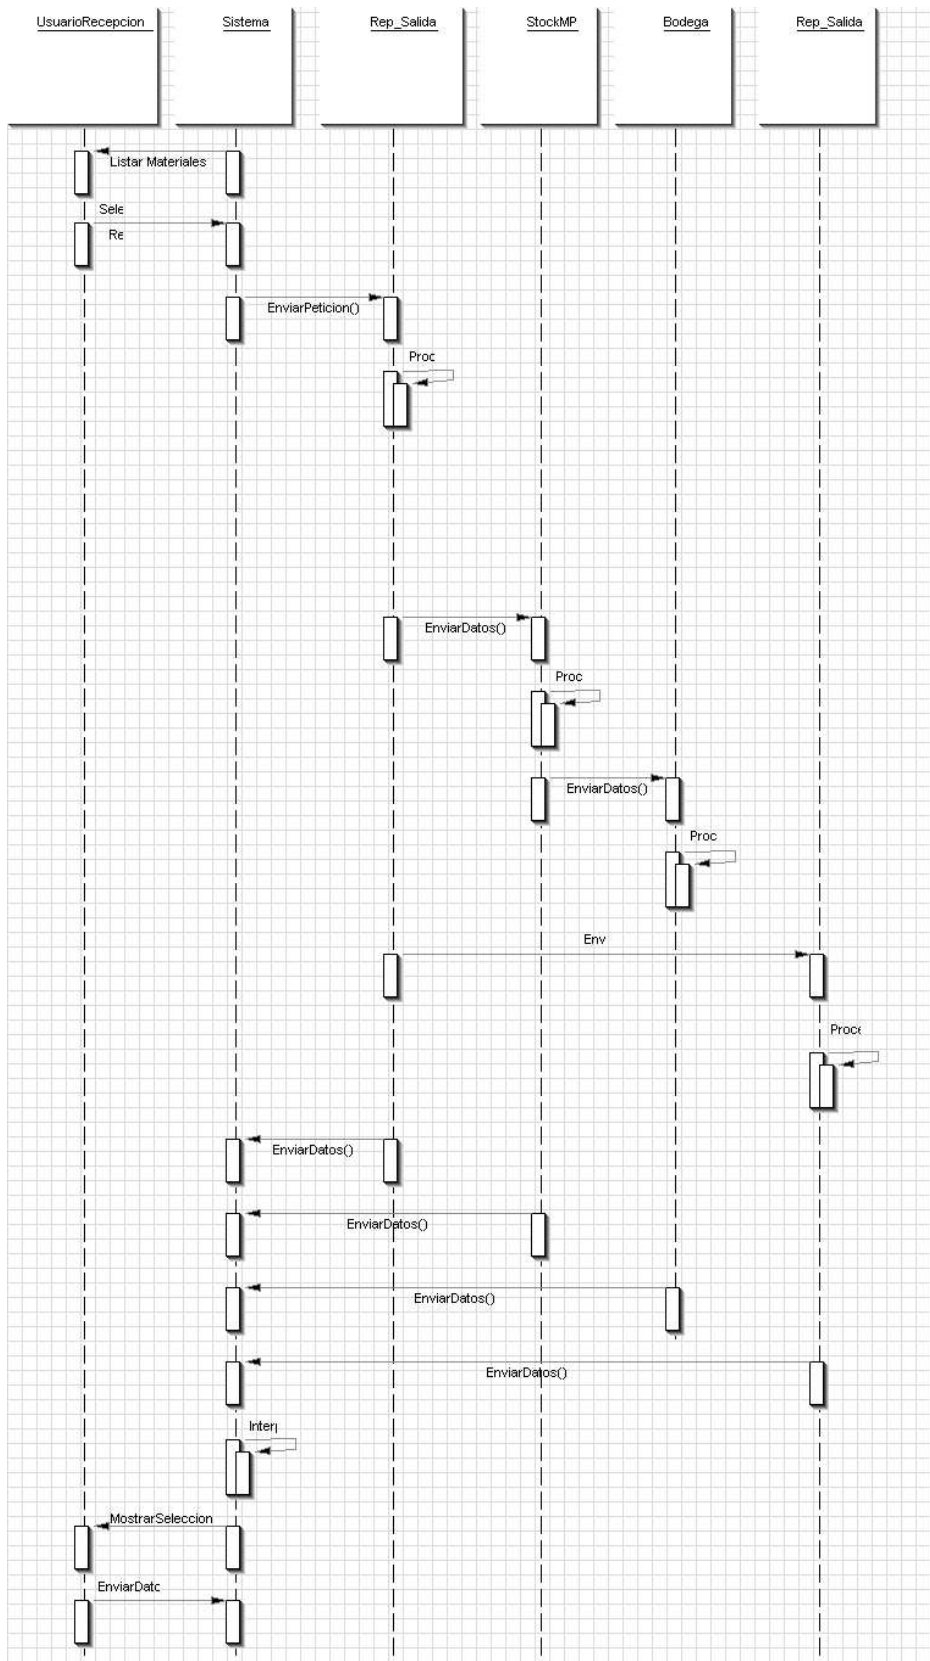 UsuarioRecepcion
Sistema
Rep_Salida
StockMP
Bodega
Rep_Salida
Listar Materiales
Sele
Re
EnviarPeticion()
Proc
EnviarDatos()
Proc
EnviarDatos()
Proc
Env
Proce
EnviarDatos()
EnviarDatos()
EnviarDatos()
EnviarDatos()
Inter
MostrarSeleccion
EnviarDatc